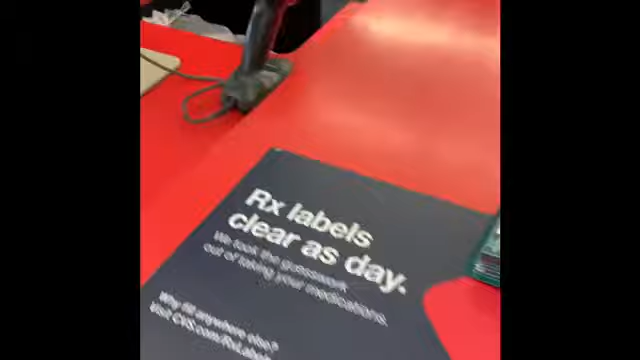 Rx labels
clear as day.
We took the guesswork
out of taking your medications.
Why fill anywhere else?
Visit CVS.com/RxLabels